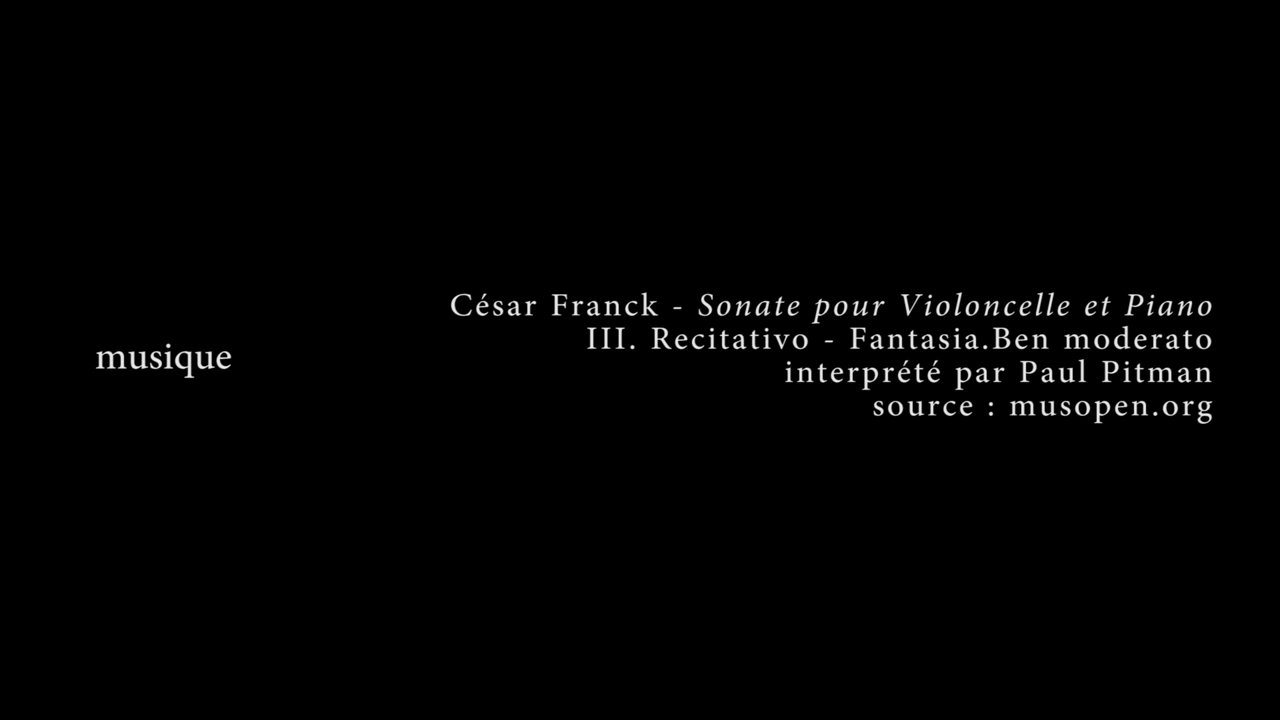 musique
César Franck - Sonate pour Violoncelle et Piano
III. Recitativo - Fantasia.Ben moderato
interprété par Paul Pitman
source : musopen.org